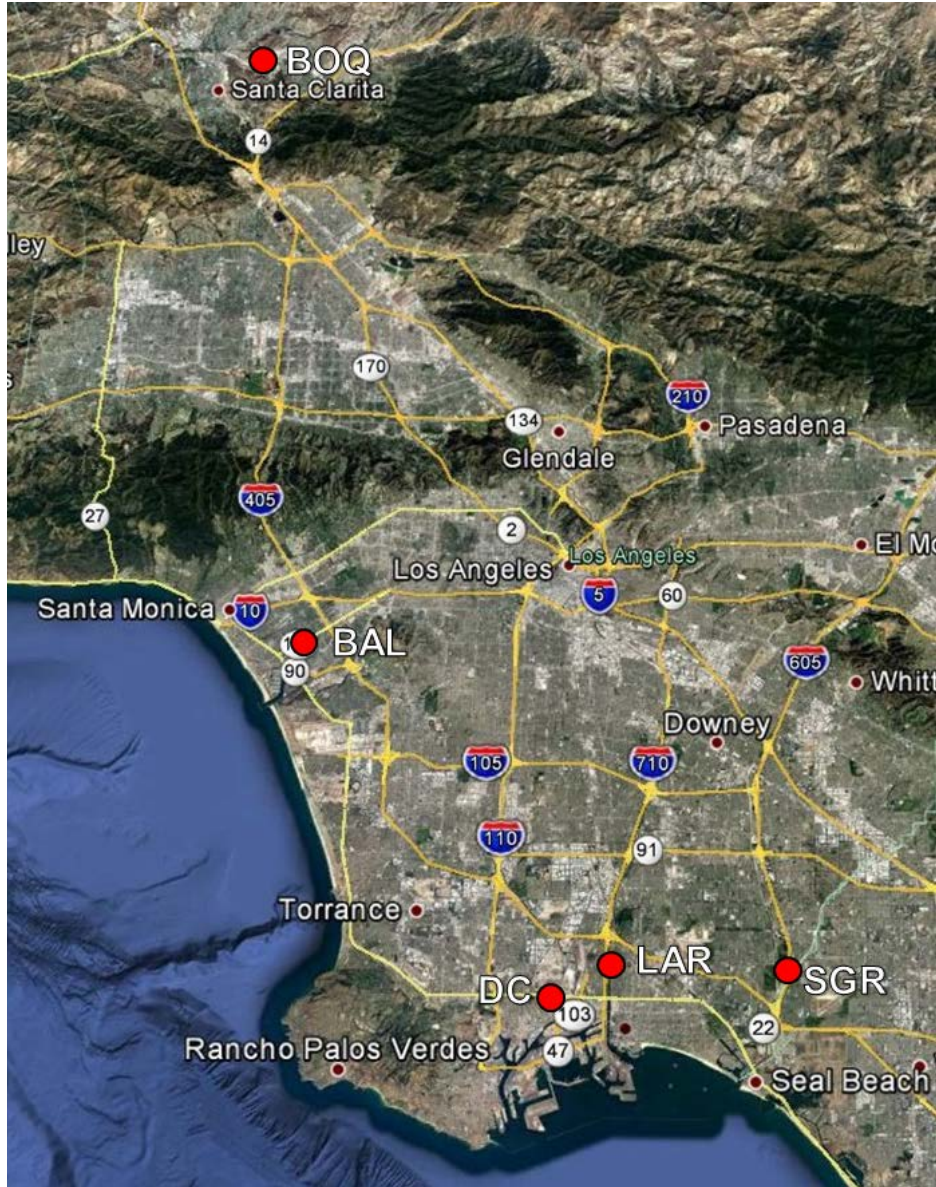 BOQ
Santa Clarita
14
lley
170
210
134
Pasadena
Glendale
405
27
2
El Mo
Los Angeles
Los Angeles
5
60
Santa Monica
10
BAL
605
90
Whitt
Downey
105
710
110
91
Torrance
LAR
SGR
DC
103
22
47
Rancho Palos Verdes
Seal Beach